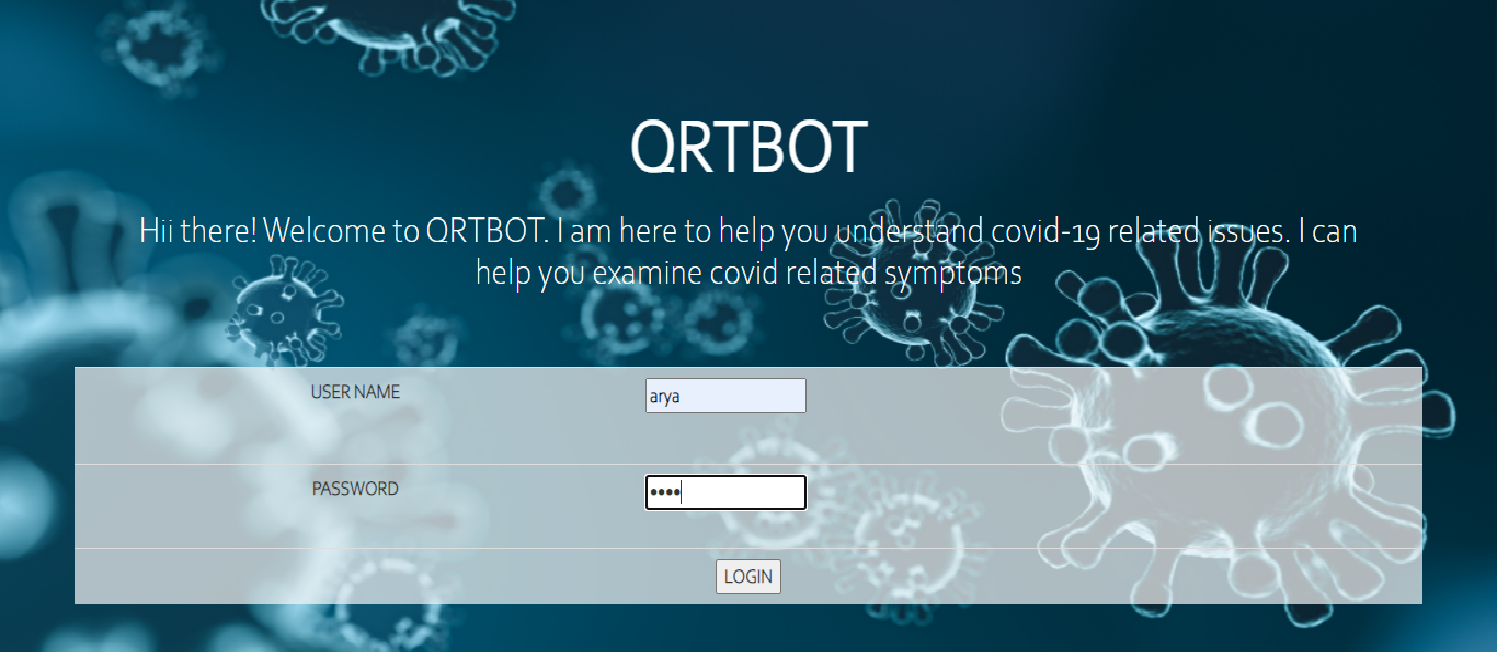 QRTBOT
Hii there! Welcome to QRTBOT. I am here to help you understand covid-19 related issues. I can
help you examine covid related symptoms
USER NAME
arya
PASSWORD
••••
LOGIN